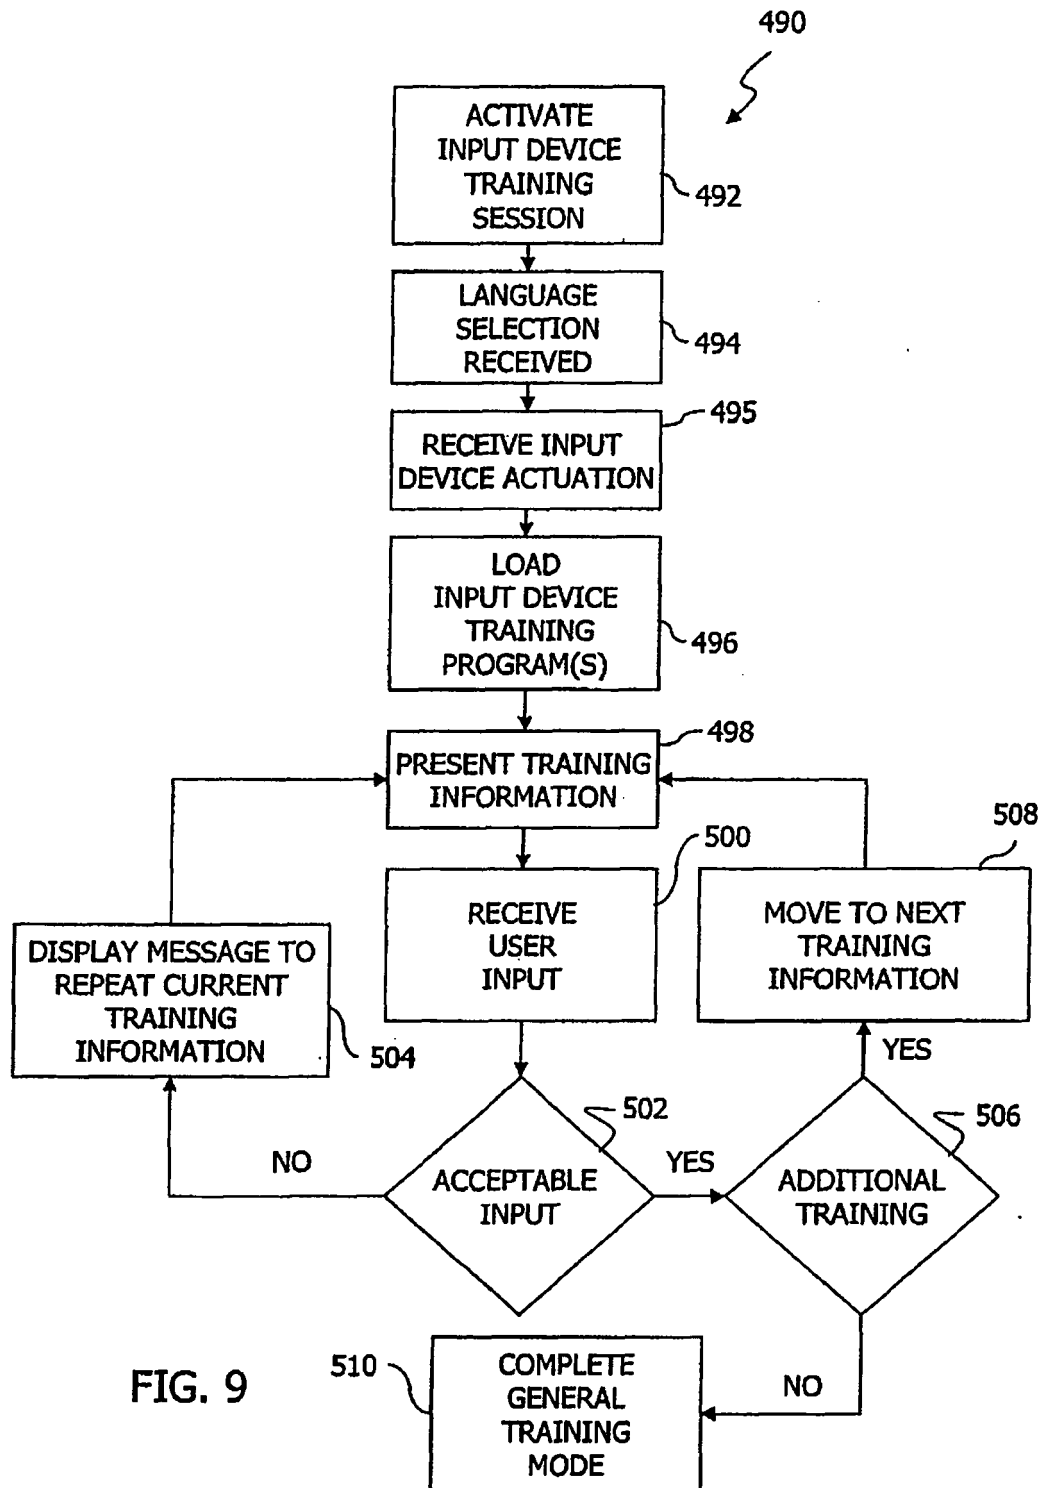 490
ACTIVATE
INPUT DEVICE
TRAINING
SESSION
492
LANGUAGE
SELECTION
RECEIVED
494
495
RECEIVE INPUT
DEVICE ACTUATION
LOAD
INPUT DEVICE
TRAINING
PROGRAM(S)
496
498
PRESENT TRAINING
INFORMATION
500
RECEIVE
USER
INPUT
508
MOVE TO NEXT
TRAINING
INFORMATION
DISPLAY MESSAGE TO
REPEAT CURRENT
TRAINING
INFORMATION
504
YES
502
506
NO
ACCEPTABLE
INPUT
YES
ADDITIONAL
TRAINING
510
COMPLETE
GENERAL
TRAINING
MODE
NO
FIG. 9